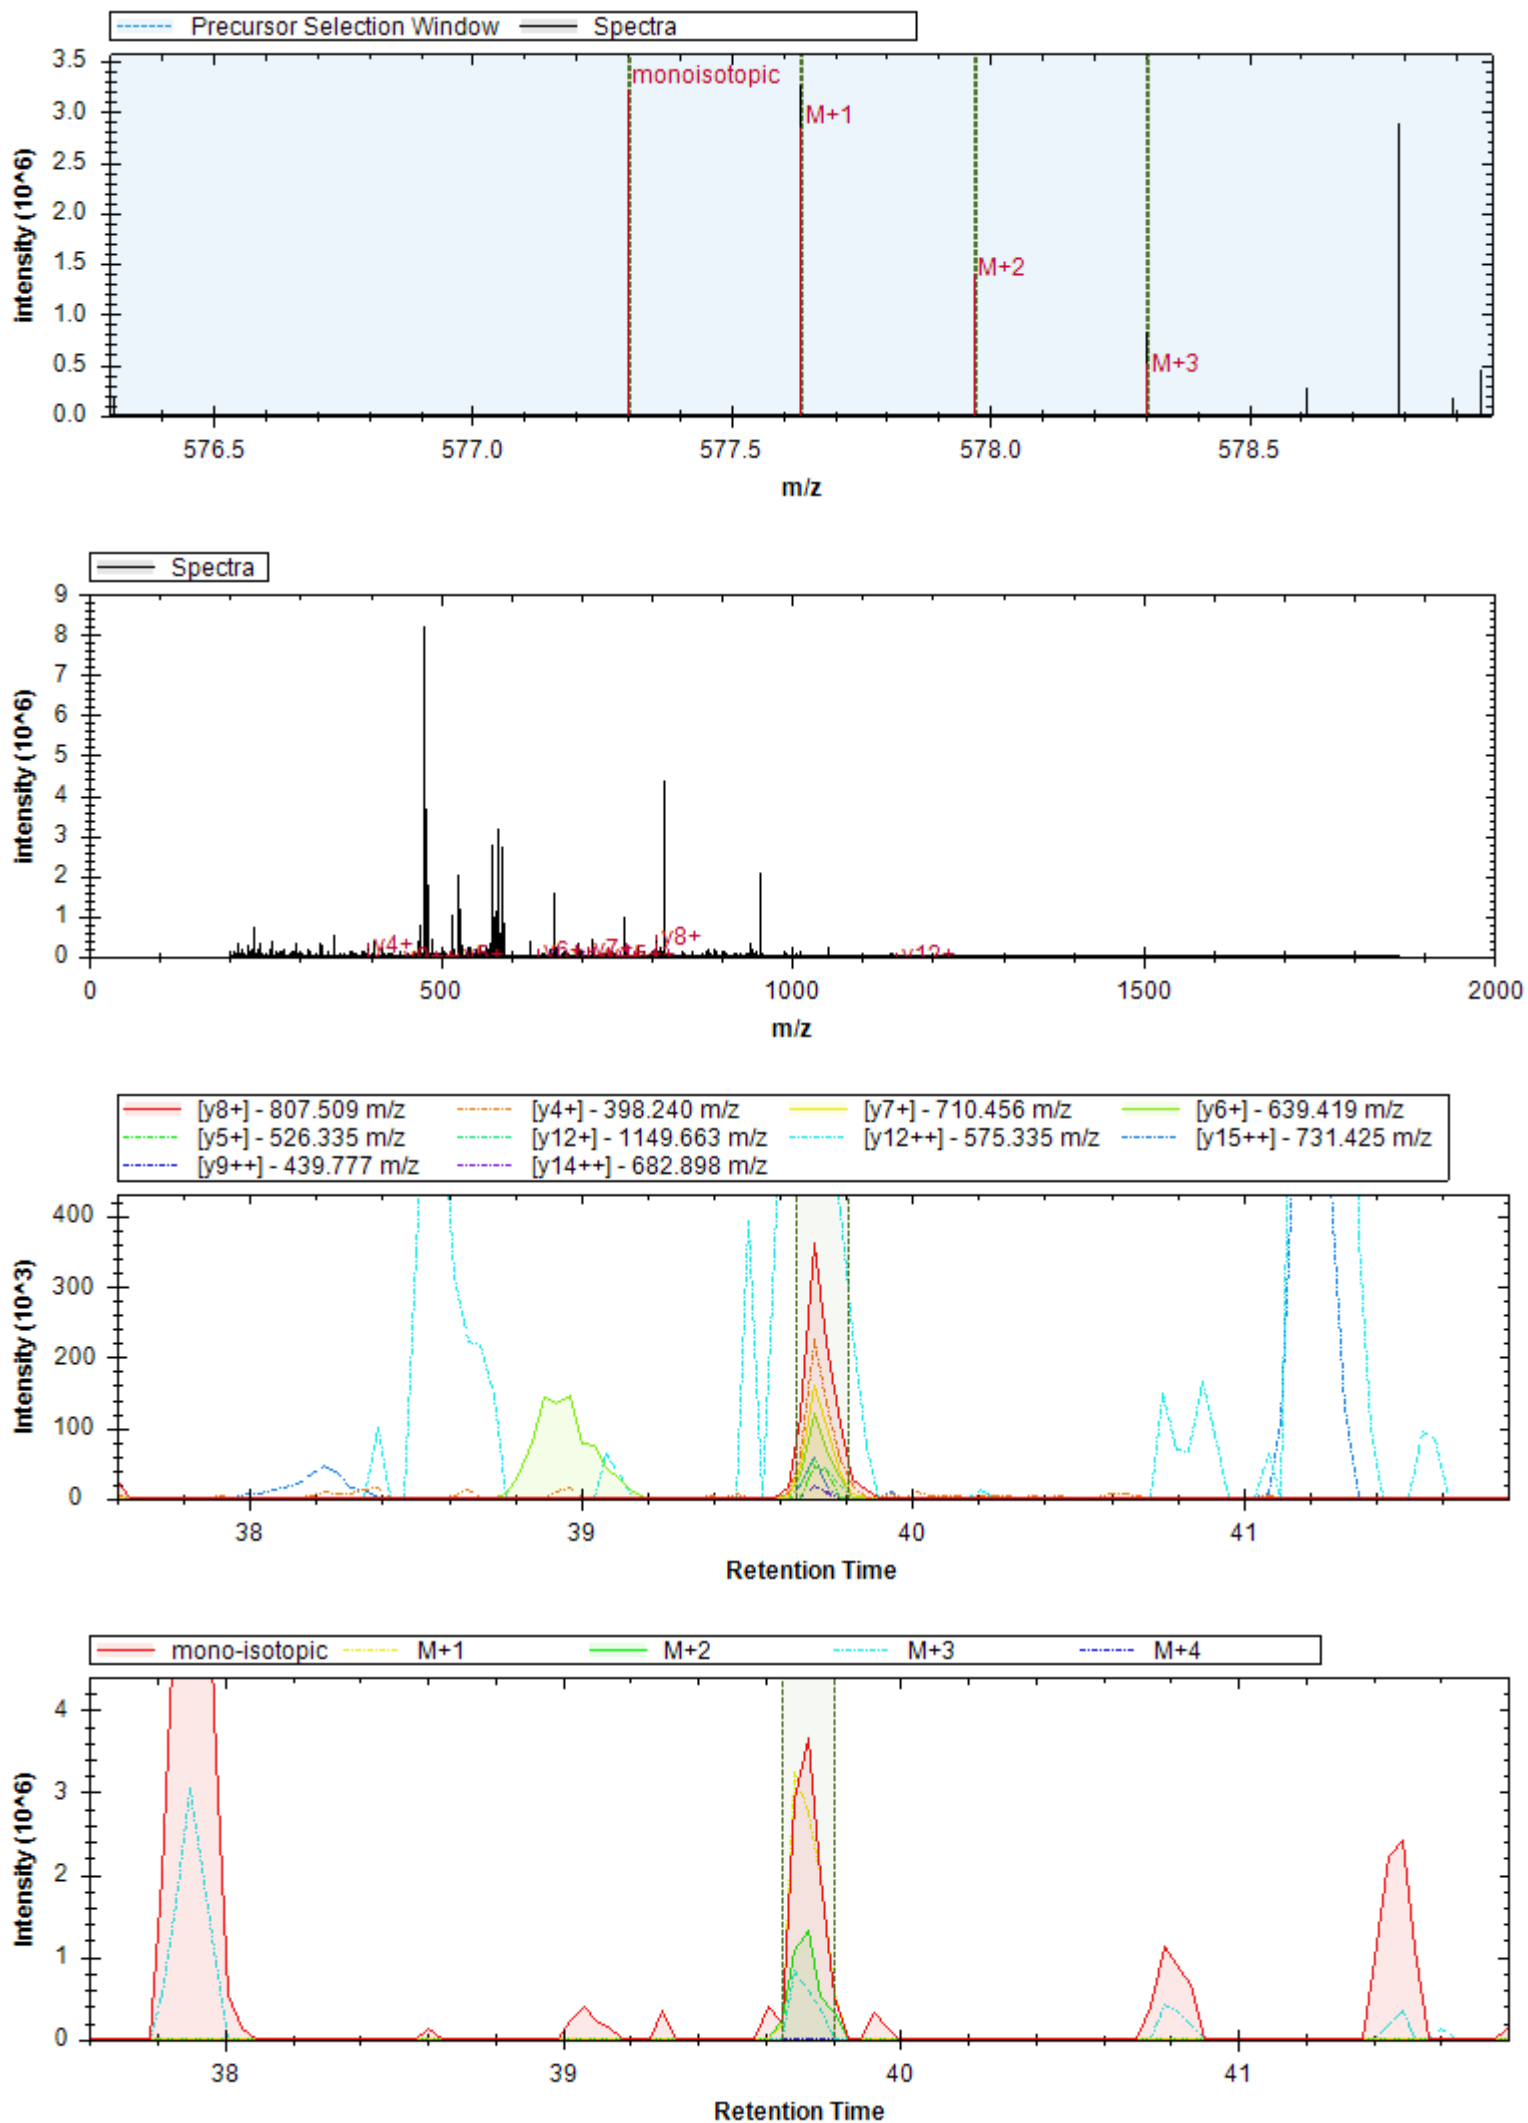 Precursor Selection Window Spectra
3.5
3.0
2.5
2.0
1.5
1.0
0.5
0.0
intensity (10^6)
monoisotopic
M+1
M+2
M+3
576.5 577.0 577.5 578.0 578.5
m/z
Spectra
9
8
7
6
5
4
3
2
1
0
intensity (10^6)
y4+ y6+ y7+ y8+ y12+
0 500 1000 1500 2000
m/z
[y8+] - 807.509 m/z [y4+] - 398.240 m/z [y7+] - 710.456 m/z [y6+] - 639.419 m/z
[y5+] - 526.335 m/z [y12+] - 1149.663 m/z [y12++] - 575.335 m/z [y15++] - 731.425 m/z
[y9++] - 439.777 m/z [y14++] - 682.898 m/z
400
300
200
100
0
Intensity (10^3)
38 39 40 41
Retention Time
mono-isotopic M+1 M+2 M+3 M+4
4
3
2
1
0
Intensity (10^6)
38 39 40 41
Retention Time